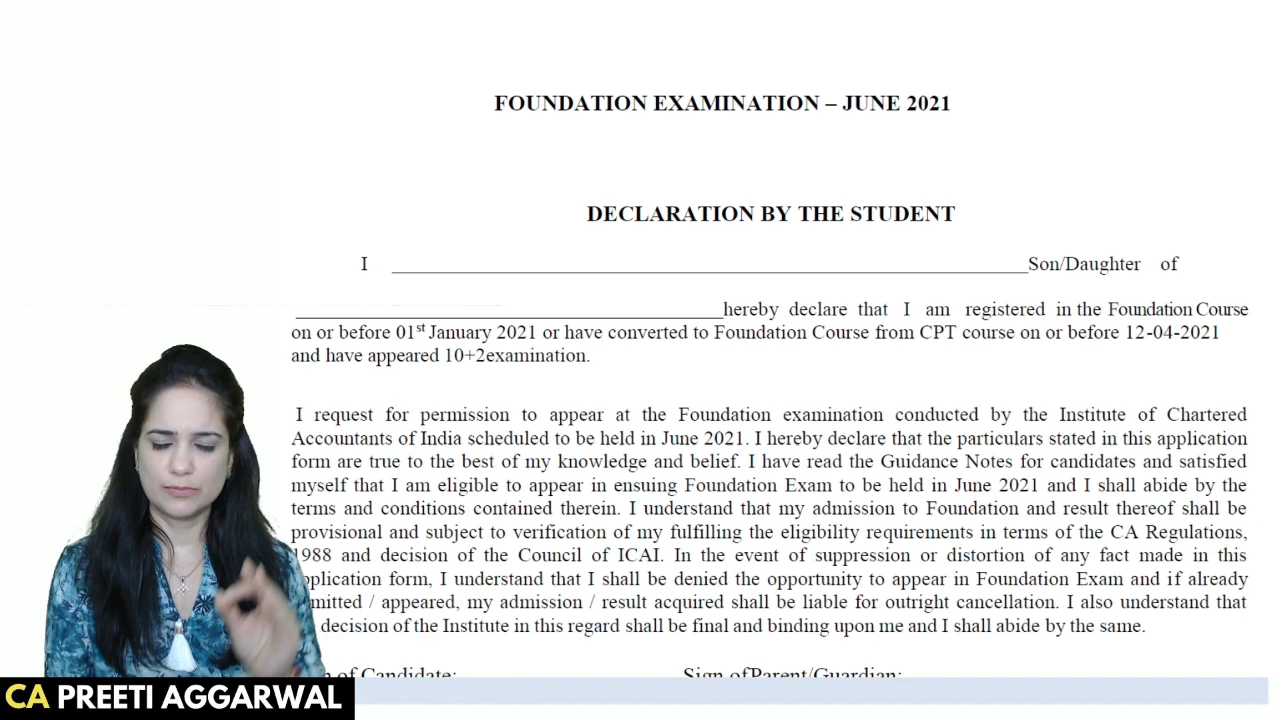 FOUNDATION EXAMINATION – JUNE 2021
DECLARATION BY THE STUDENT
I ________________ Son/Daughter of
________________hereby declare that I am registered in the Foundation Course
on or before 01st January 2021 or have converted to Foundation Course from CPT course on or before 12-04-2021
and have appeared 10+2examination.
I request for permission to appear at the Foundation examination conducted by the Institute of Chartered
Accountants of India scheduled to be held in June 2021. I hereby declare that the particulars stated in this application
form are true to the best of my knowledge and belief. I have read the Guidance Notes for candidates and satisfied
myself that I am eligible to appear in ensuing Foundation Exam to be held in June 2021 and I shall abide by the
terms and conditions contained therein. I understand that my admission to Foundation and result thereof shall be
provisional and subject to verification of my fulfilling the eligibility requirements in terms of the CA Regulations,
1988 and decision of the Council of ICAI. In the event of suppression or distortion of any fact made in this
form, I understand that I shall be denied the opportunity to appear in Foundation Exam and if already
/ appeared, my admission / result acquired shall be liable for outright cancellation. I also understand that
decision of the Institute in this regard shall be final and binding upon me and I shall abide by the same.
of Candidate: Sign of Parent/Guardian:
CA PREETI AGGARWAL